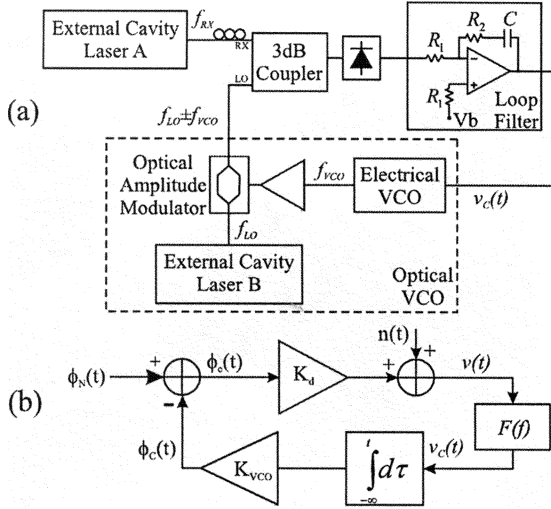 (a)
External Cavity
Laser A
f_RX
RX
LO
3dB
Coupler
R_1
R_2
C
R_1
Vb
Loop
Filter
f_LO±f_VCO
Optical
Amplitude
Modulator
f_VCO
Electrical
VCO
v_C(t)
f_LO
External Cavity
Laser B
Optical
VCO
(b)
ϕ_N(t)
ϕ_e(t)
K_d
n(t)
v(t)
F(f)
v_C(t)
∫_{-∞}^{t} dτ
K_VCO
ϕ_C(t)